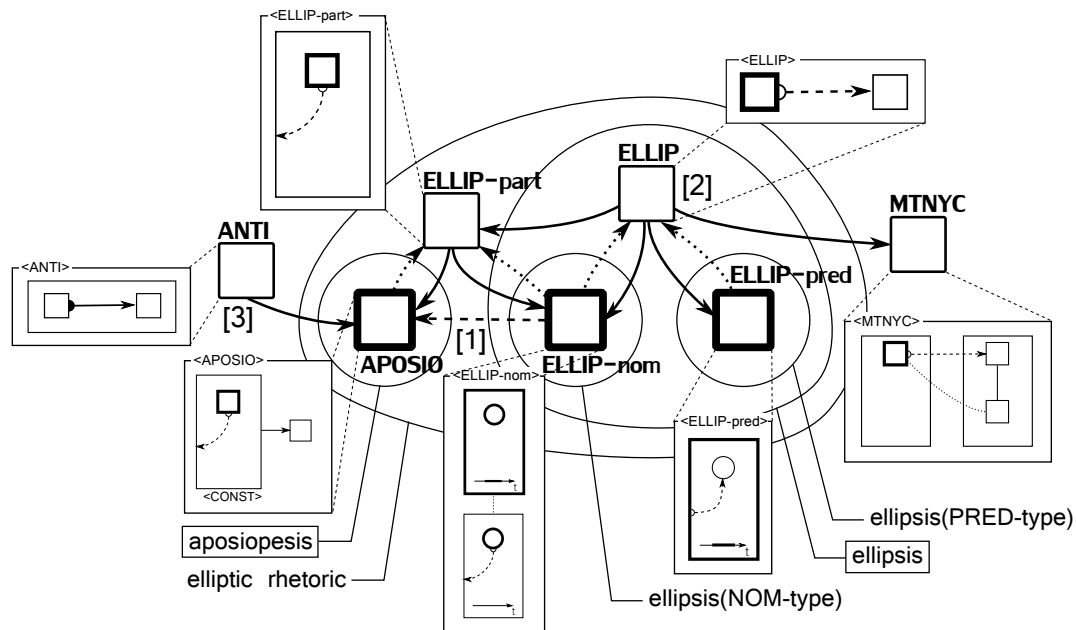 <ELLIP-part>
<ELLIP>
ELLIP
ELLIP-part
[2]
MTNYC
ANTI
<ANTI>
ELLIP-pred
[3]
[1]
<MTNYC>
APOSIO
ELLIP-nom
<APOSIO>
<ELLIP-nom>
<ELLIP-pred>
t
<CONST>
t
ellipsis(PRED-type)
aposiopesis
ellipsis
elliptic rhetoric
ellipsis(NOM-type)
t